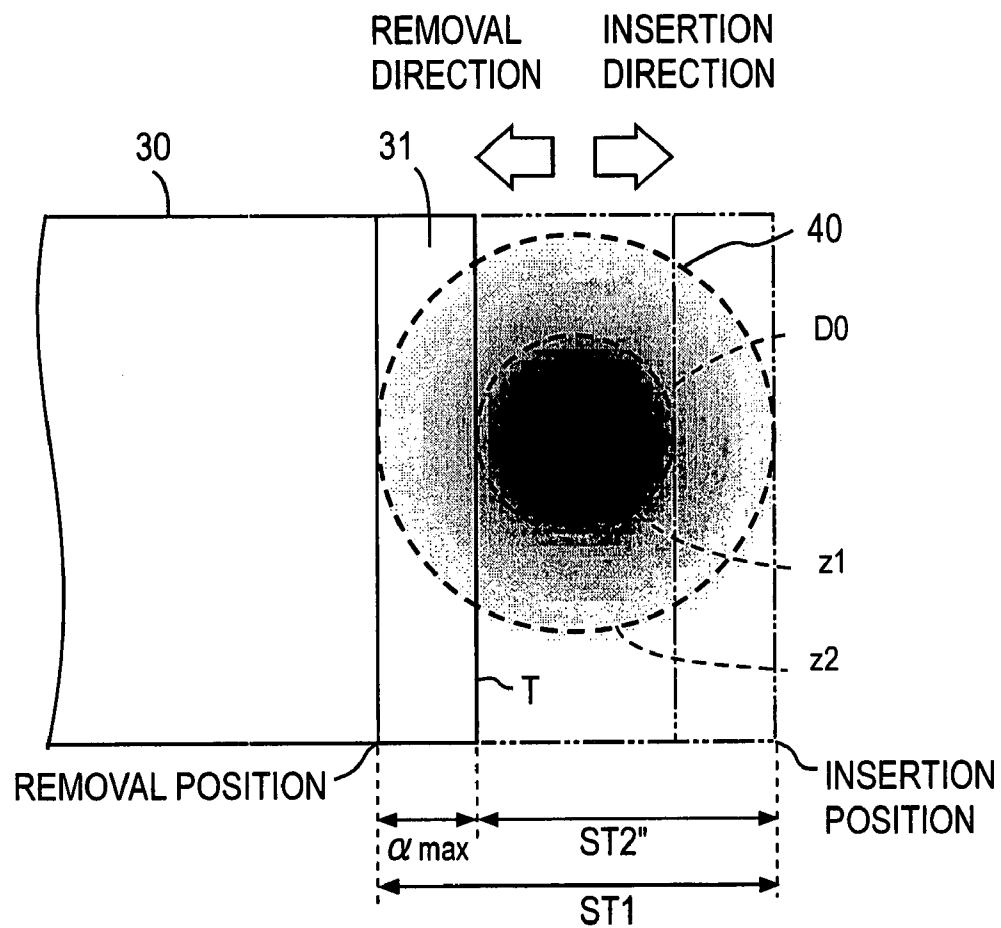 REMOVAL
DIRECTION
INSERTION
DIRECTION
30
31
40
D0
z1
z2
T
REMOVAL POSITION
INSERTION
POSITION
α max
ST2"
ST1